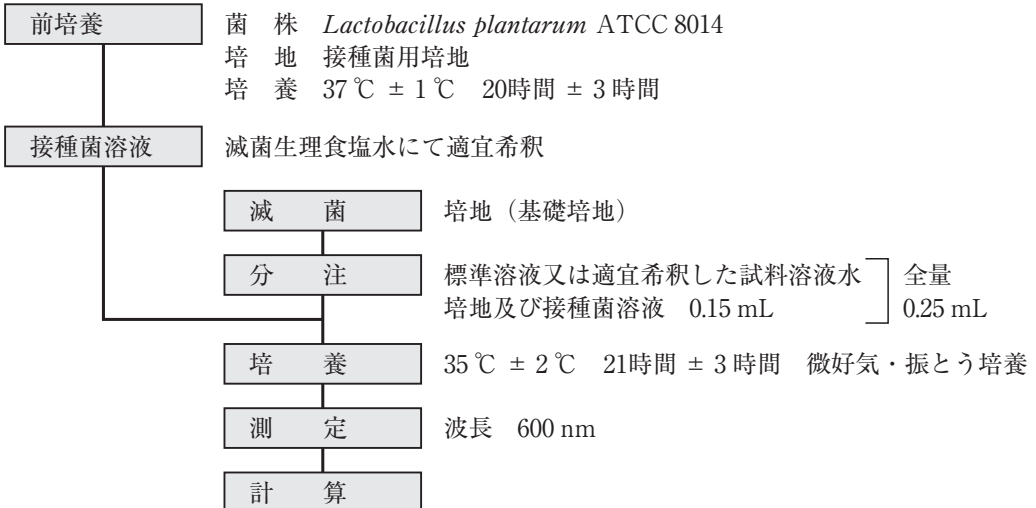 前培養 菌 株 Lactobacillus plantarum ATCC 8014
培 地 接種菌用培地
培 養 37 ℃ ± 1 ℃ 20時間 ± 3 時間
接種菌溶液 滅菌生理食塩水にて適宜希釈
滅 菌 培地（基礎培地）
分 注 標準溶液又は適宜希釈した試料溶液水 全量
培地及び接種菌溶液 0.15 mL 0.25 mL
培 養 35 ℃ ± 2 ℃ 21時間 ± 3 時間 微好気・振とう培養
測 定 波長 600 nm
計 算